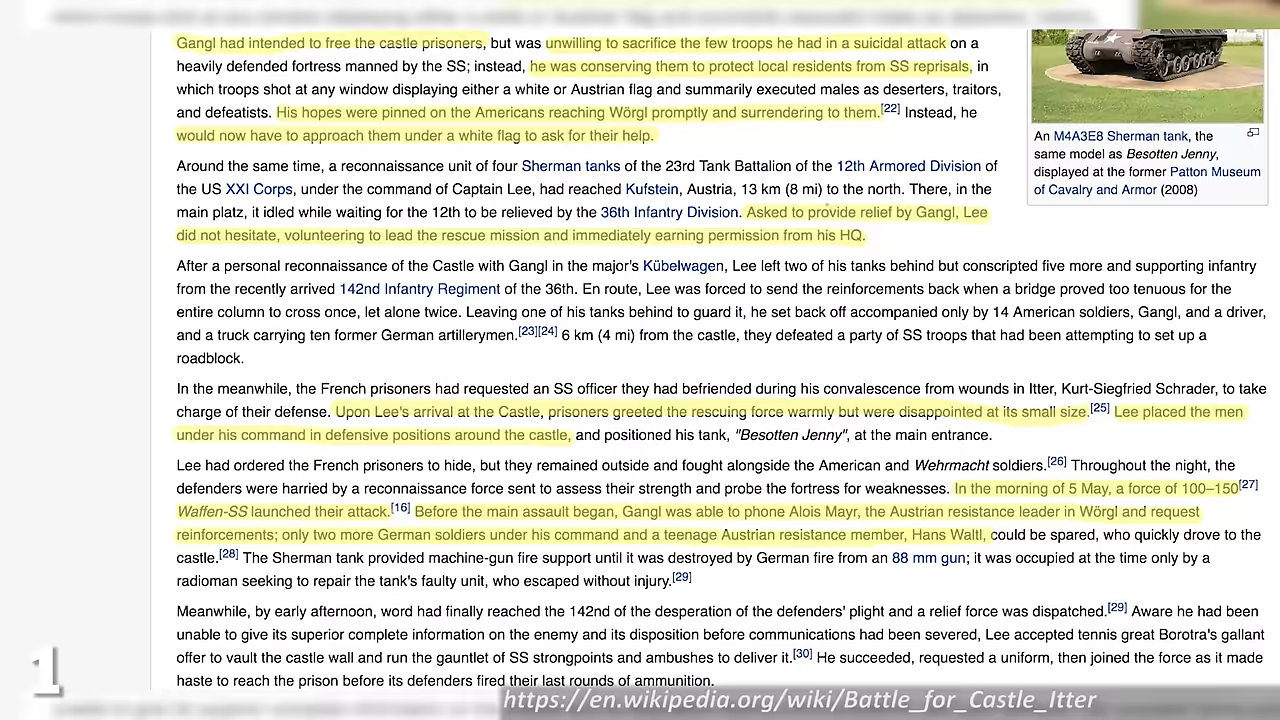 Gangl had intended to free the castle prisoners, but was unwilling to sacrifice the few troops he had in a suicidal attack on a
heavily defended fortress manned by the SS; instead, he was conserving them to protect local residents from SS reprisals, in
which troops shot at any window displaying either a white or Austrian flag and summarily executed males as deserters, traitors,
and defeatists. His hopes were pinned on the Americans reaching Wörgl promptly and surrendering to them.[22] Instead, he
would now have to approach them under a white flag to ask for their help.
An M4A3E8 Sherman tank, the
same model as Besotten Jenny,
displayed at the former Patton Museum
of Cavalry and Armor (2008)
Around the same time, a reconnaissance unit of four Sherman tanks of the 23rd Tank Battalion of the 12th Armored Division of
the US XXI Corps, under the command of Captain Lee, had reached Kufstein, Austria, 13 km (8 mi) to the north. There, in the
main platz, it idled while waiting for the 12th to be relieved by the 36th Infantry Division. Asked to provide relief by Gangl, Lee
did not hesitate, volunteering to lead the rescue mission and immediately earning permission from his HQ.
After a personal reconnaissance of the Castle with Gangl in the major's Kübelwagen, Lee left two of his tanks behind but conscripted five more and supporting infantry
from the recently arrived 142nd Infantry Regiment of the 36th. En route, Lee was forced to send the reinforcements back when a bridge proved too tenuous for the
entire column to cross once, let alone twice. Leaving one of his tanks behind to guard it, he set back off accompanied only by 14 American soldiers, Gangl, and a driver,
and a truck carrying ten former German artillerymen.[23][24] 6 km (4 mi) from the castle, they defeated a party of SS troops that had been attempting to set up a
roadblock.
In the meanwhile, the French prisoners had requested an SS officer they had befriended during his convalescence from wounds in Itter, Kurt-Siegfried Schrader, to take
charge of their defense. Upon Lee's arrival at the Castle, prisoners greeted the rescuing force warmly but were disappointed at its small size.[25] Lee placed the men
under his command in defensive positions around the castle, and positioned his tank, "Besotten Jenny", at the main entrance.
Lee had ordered the French prisoners to hide, but they remained outside and fought alongside the American and Wehrmacht soldiers.[26] Throughout the night, the
defenders were harried by a reconnaissance force sent to assess their strength and probe the fortress for weaknesses. In the morning of 5 May, a force of 100–150[27]
Waffen-SS launched their attack.[16] Before the main assault began, Gangl was able to phone Alois Mayr, the Austrian resistance leader in Wörgl and request
reinforcements; only two more German soldiers under his command and a teenage Austrian resistance member, Hans Waltl, could be spared, who quickly drove to the
castle.[28] The Sherman tank provided machine-gun fire support until it was destroyed by German fire from an 88 mm gun; it was occupied at the time only by a
radioman seeking to repair the tank's faulty unit, who escaped without injury.[29]
Meanwhile, by early afternoon, word had finally reached the 142nd of the desperation of the defenders' plight and a relief force was dispatched.[29] Aware he had been
unable to give its superior complete information on the enemy and its disposition before communications had been severed, Lee accepted tennis great Borotra's gallant
offer to vault the castle wall and run the gauntlet of SS strongpoints and ambushes to deliver it.[30] He succeeded, requested a uniform, then joined the force as it made
haste to reach the prison before its defenders fired their last rounds of ammunition.
1
https://en.wikipedia.org/wiki/Battle_for_Castle_Itter